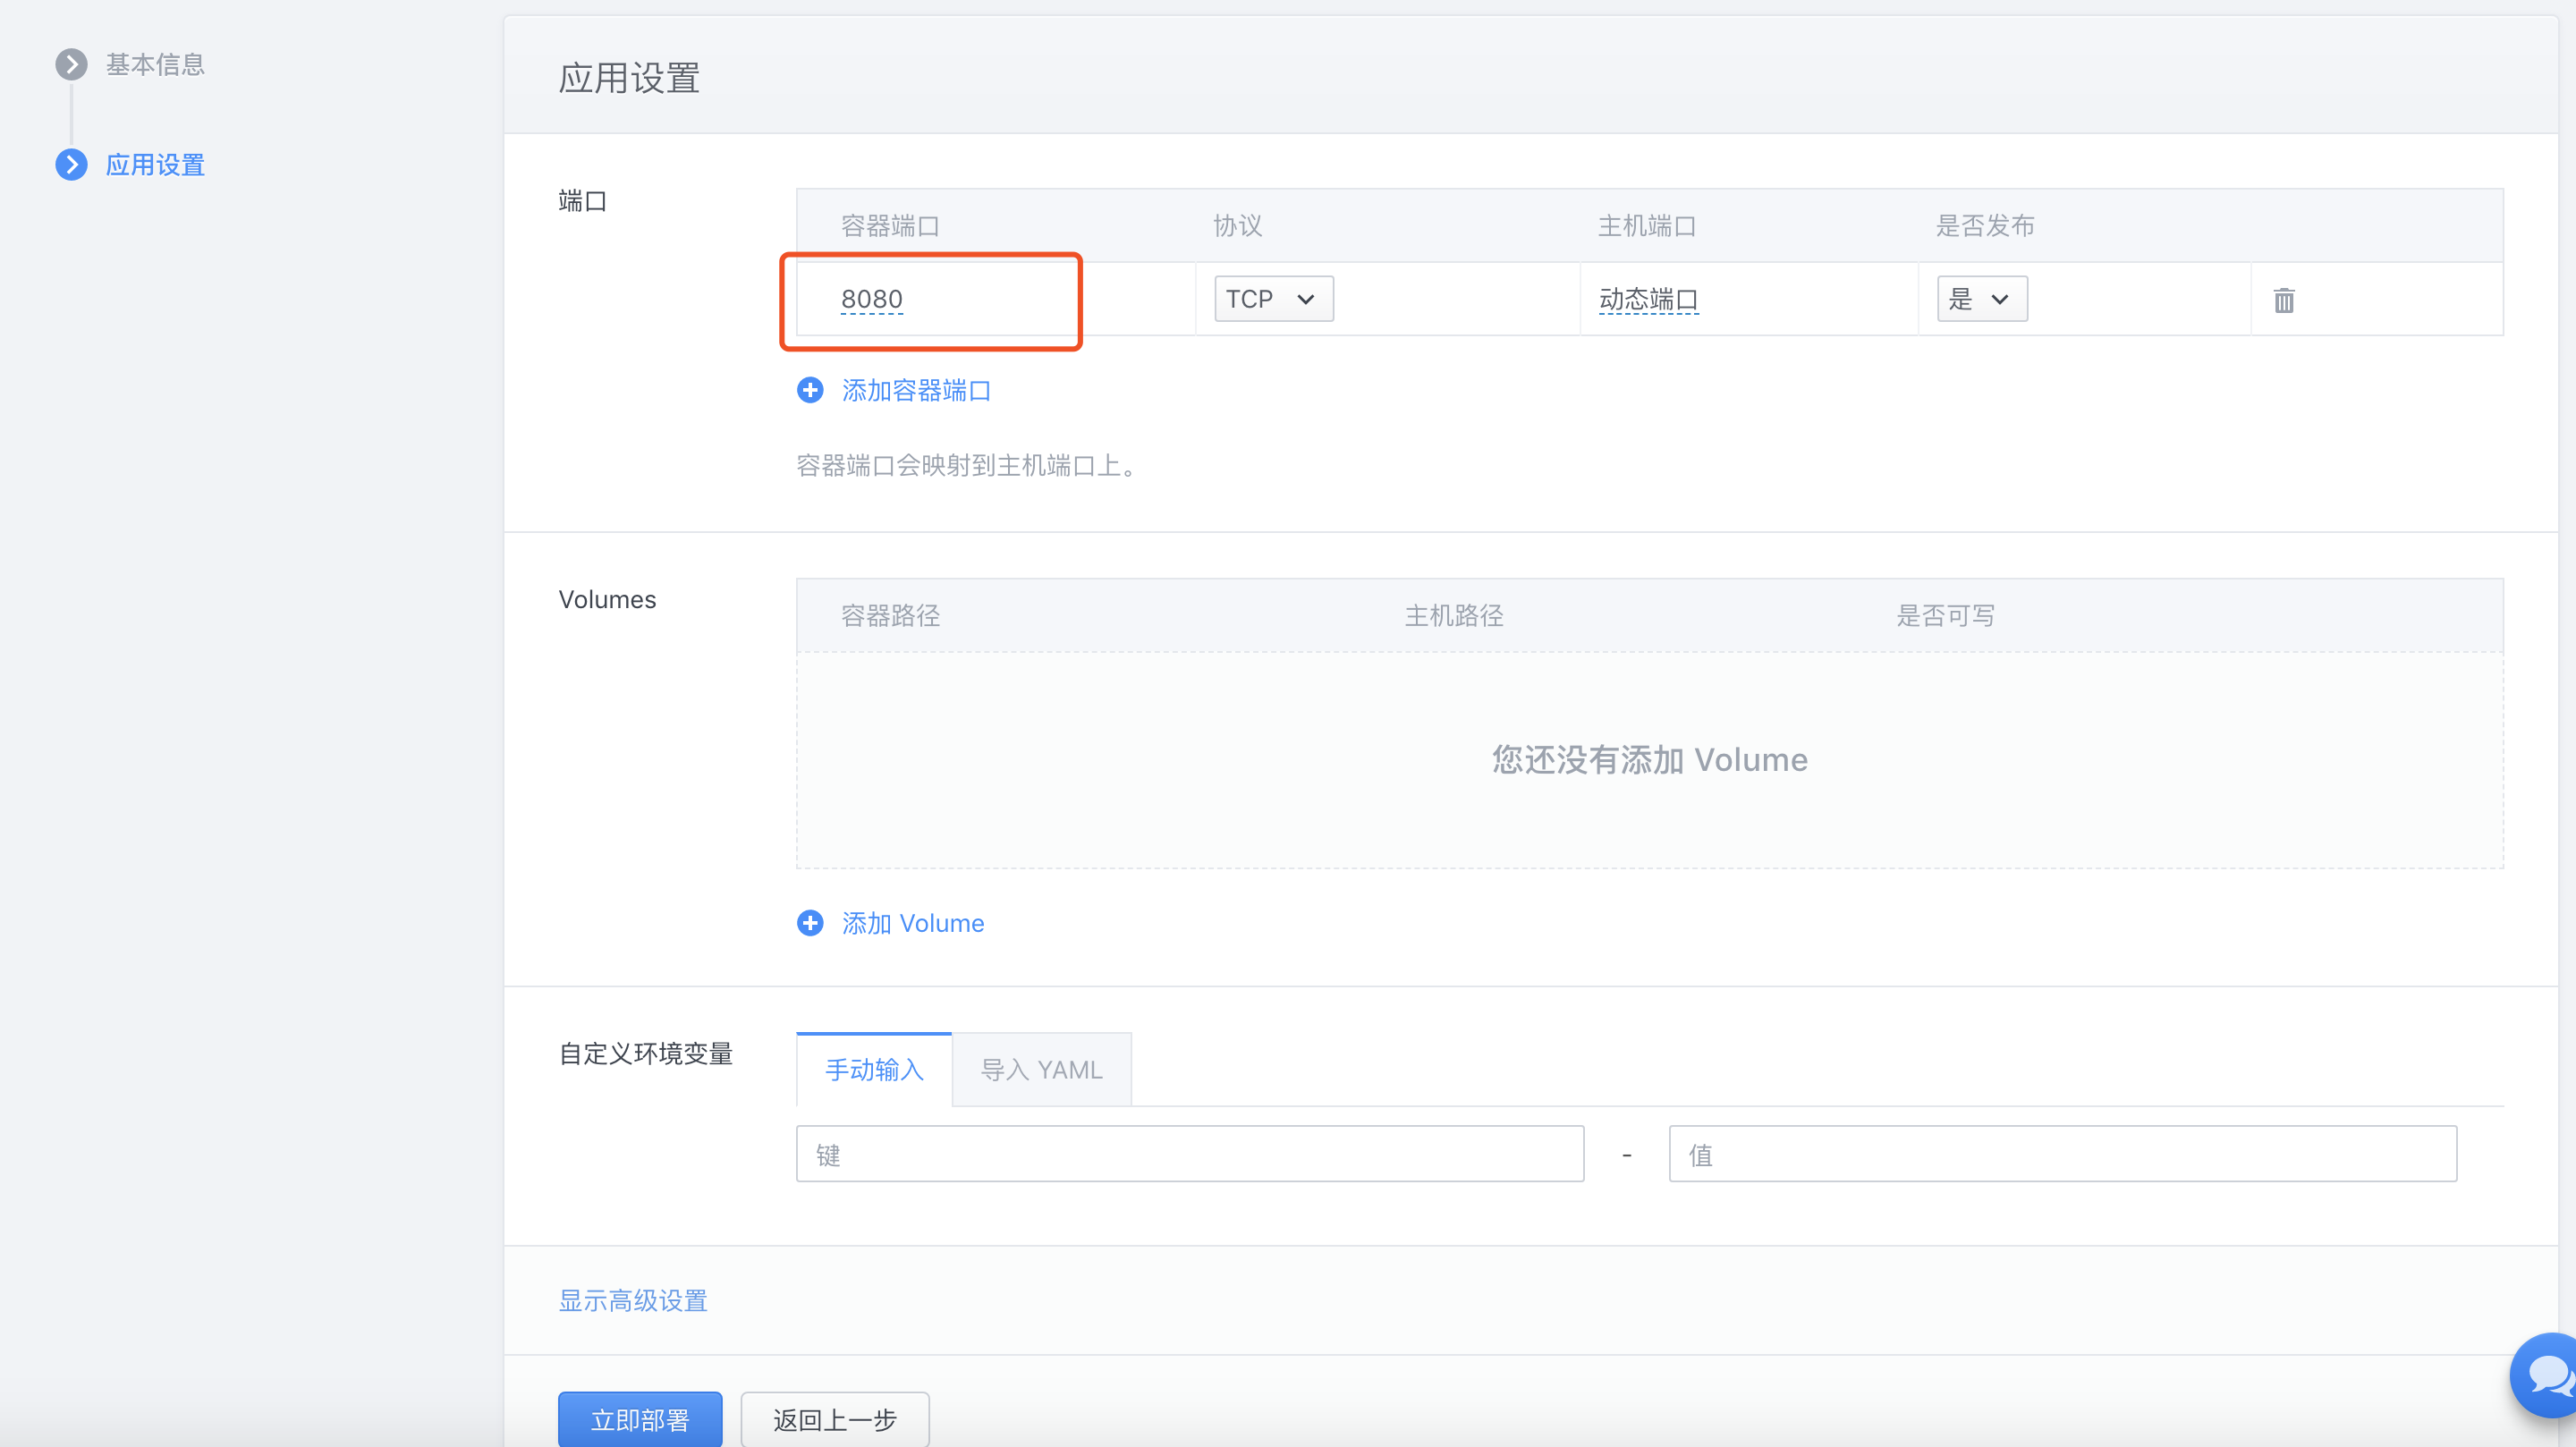 基本信息
应用设置
应用设置
端口
容器端口 协议 主机端口 是否发布
8080 TCP 动态端口 是
添加容器端口
容器端口会映射到主机端口上。
Volumes
容器路径 主机路径 是否可写
您还没有添加 Volume
添加 Volume
自定义环境变量
手动输入 导入 YAML
键 - 值
显示高级设置
立即部署 返回上一步